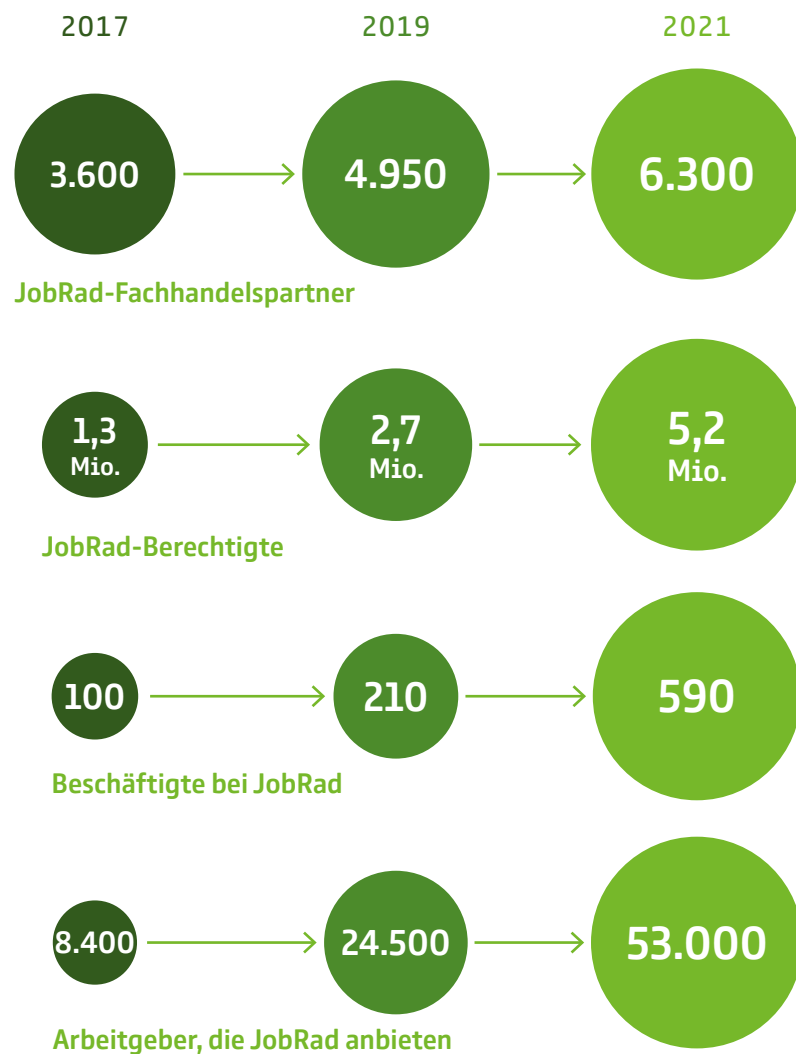 2017 2019 2021
3.600 4.950 6.300
JobRad-Fachhandelspartner
1,3 2,7 5,2
Mio. Mio. Mio.
JobRad-Berechtigte
100 210 590
Beschäftigte bei JobRad
8.400 24.500 53.000
Arbeitgeber, die JobRad anbieten